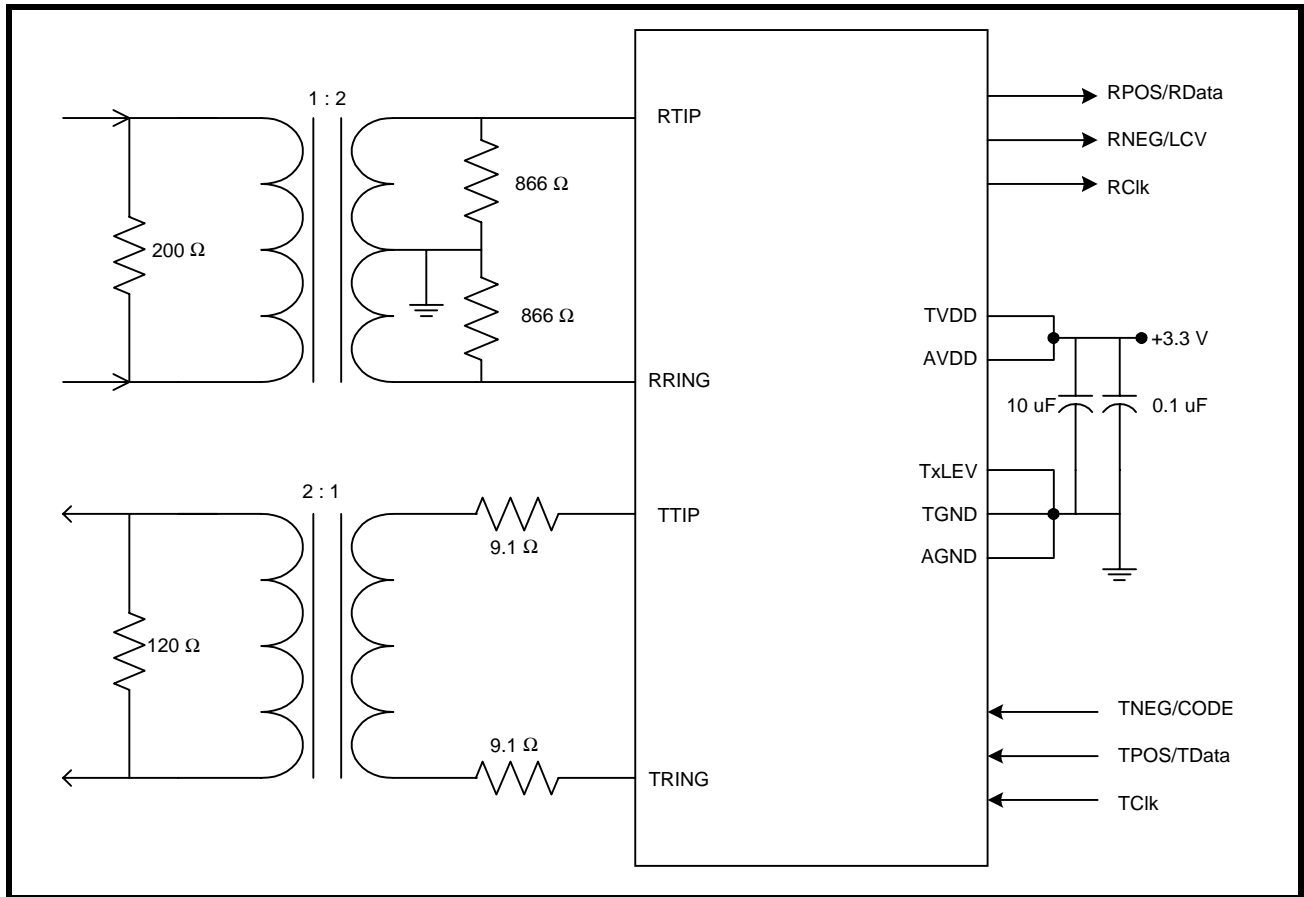 1 : 2
RTIP
866 Ω
200 Ω
866 Ω
RRING
2 : 1
TTIP
9.1 Ω
120 Ω
9.1 Ω
TRING
RPOS/RData
RNEG/LCV
RClk
TVDD
+3.3 V
AVDD
10 uF
0.1 uF
TxLEV
TGND
AGND
TNEG/CODE
TPOS/TData
TClk